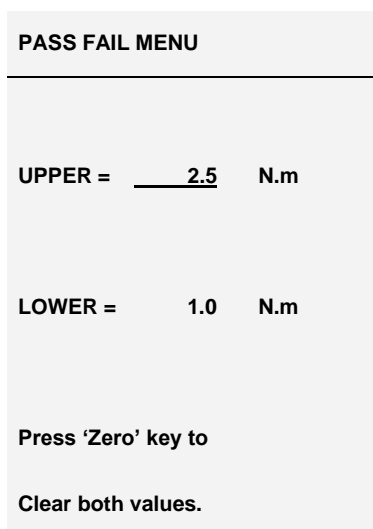 PASS FAIL MENU
UPPER = 2.5 N.m
LOWER = 1.0 N.m
Press ‘Zero’ key to
Clear both values.